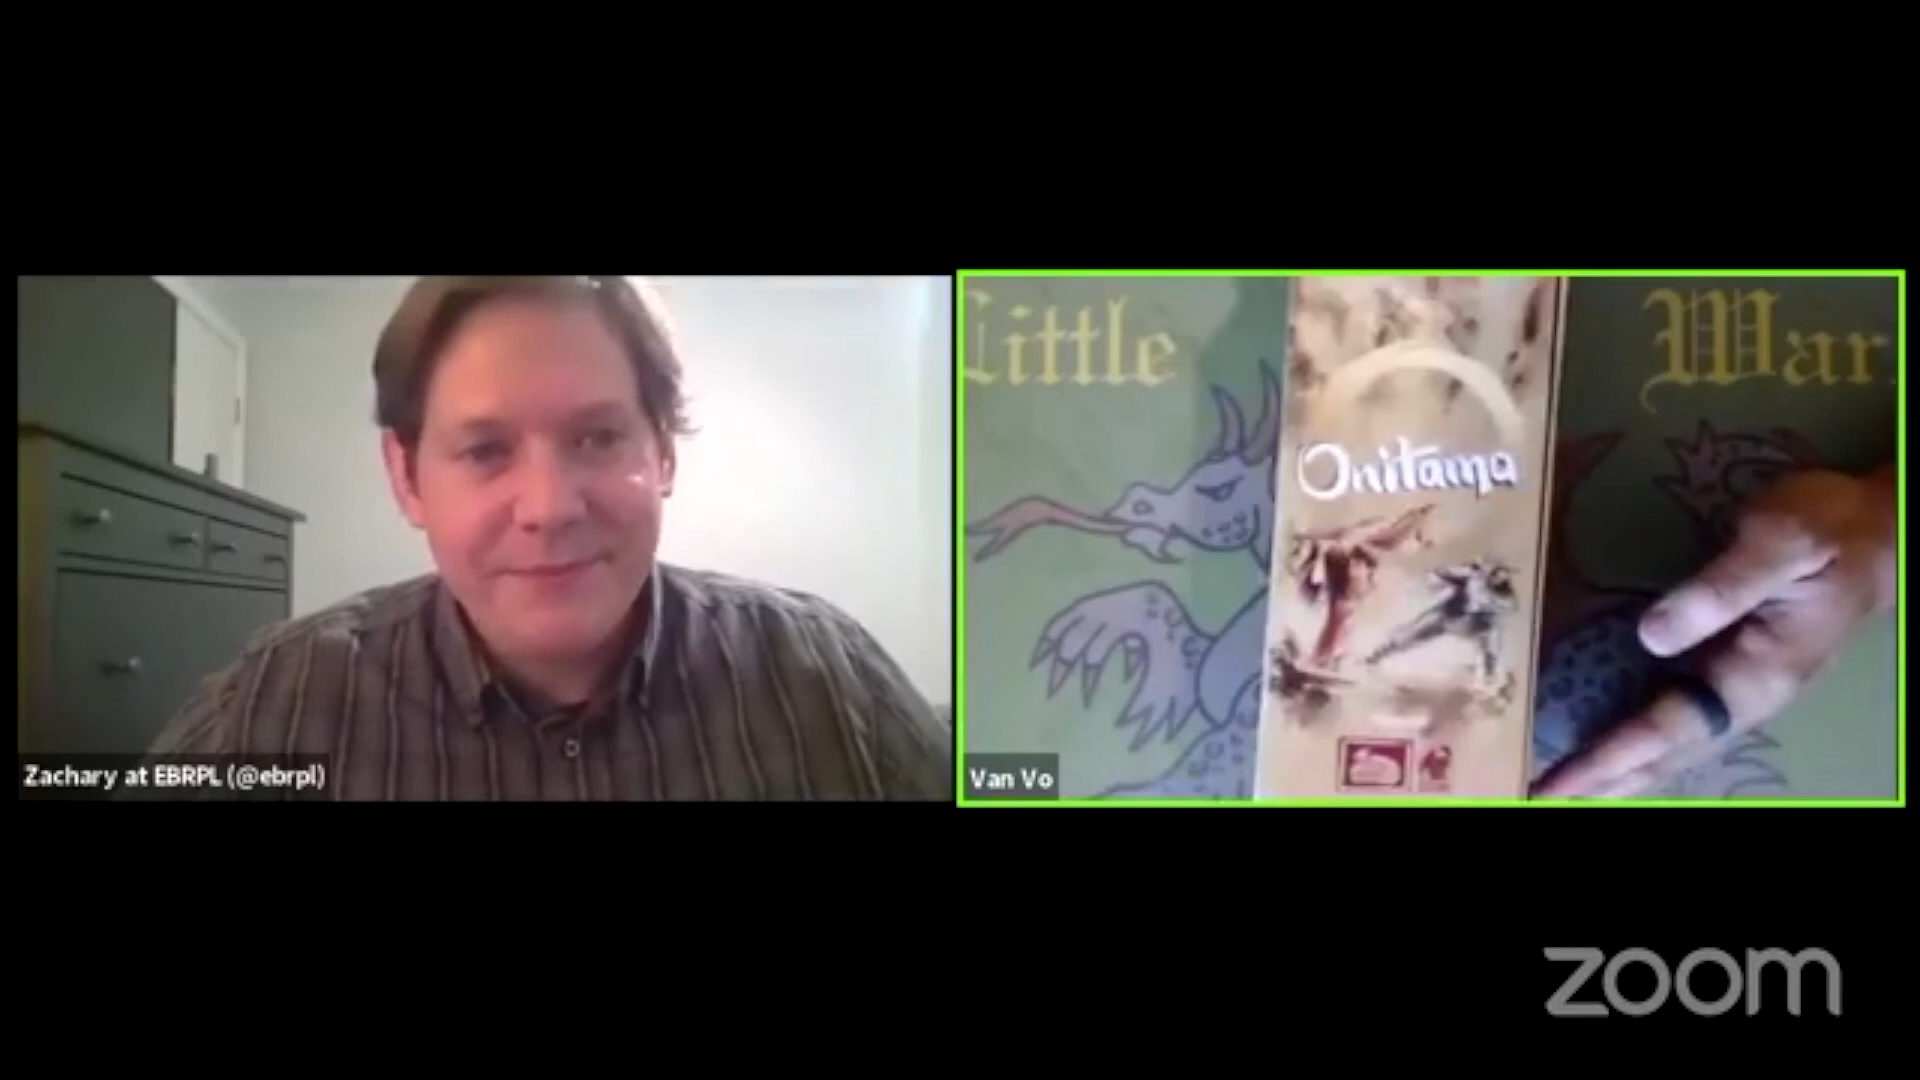 Little
War
Onitama
Zachary at EBRPL (@ebrpl)
Van Vo
zoom